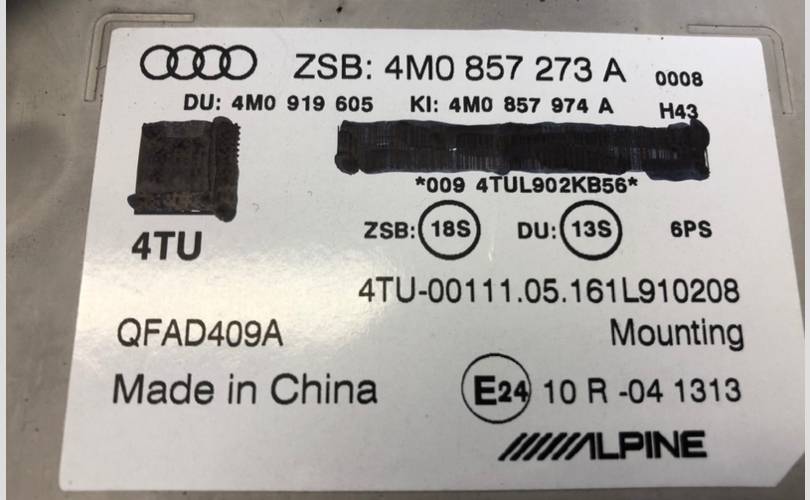 ZSB: 4M0 857 273 A 0008
DU: 4M0 919 605 KI: 4M0 857 974 A H43
*009 4TUL902KB56*
4TU ZSB: 18S DU: 13S 6PS
4TU-00111.05.161L910208
QFAD409A Mounting
Made in China E24 10 R -04 1313
ALPINE